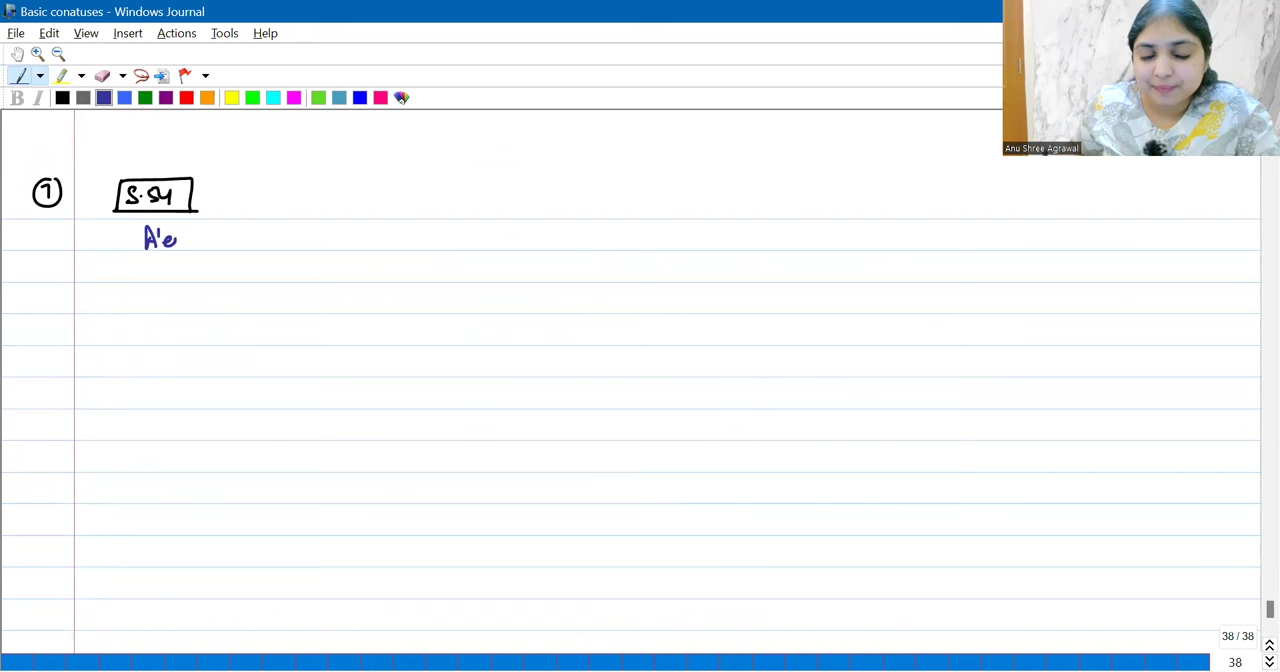 Basic conatuses - Windows Journal
File Edit View Insert Actions Tools Help
B I
Anu Shree Agrawal
① S.54
A'e
38 / 38
38